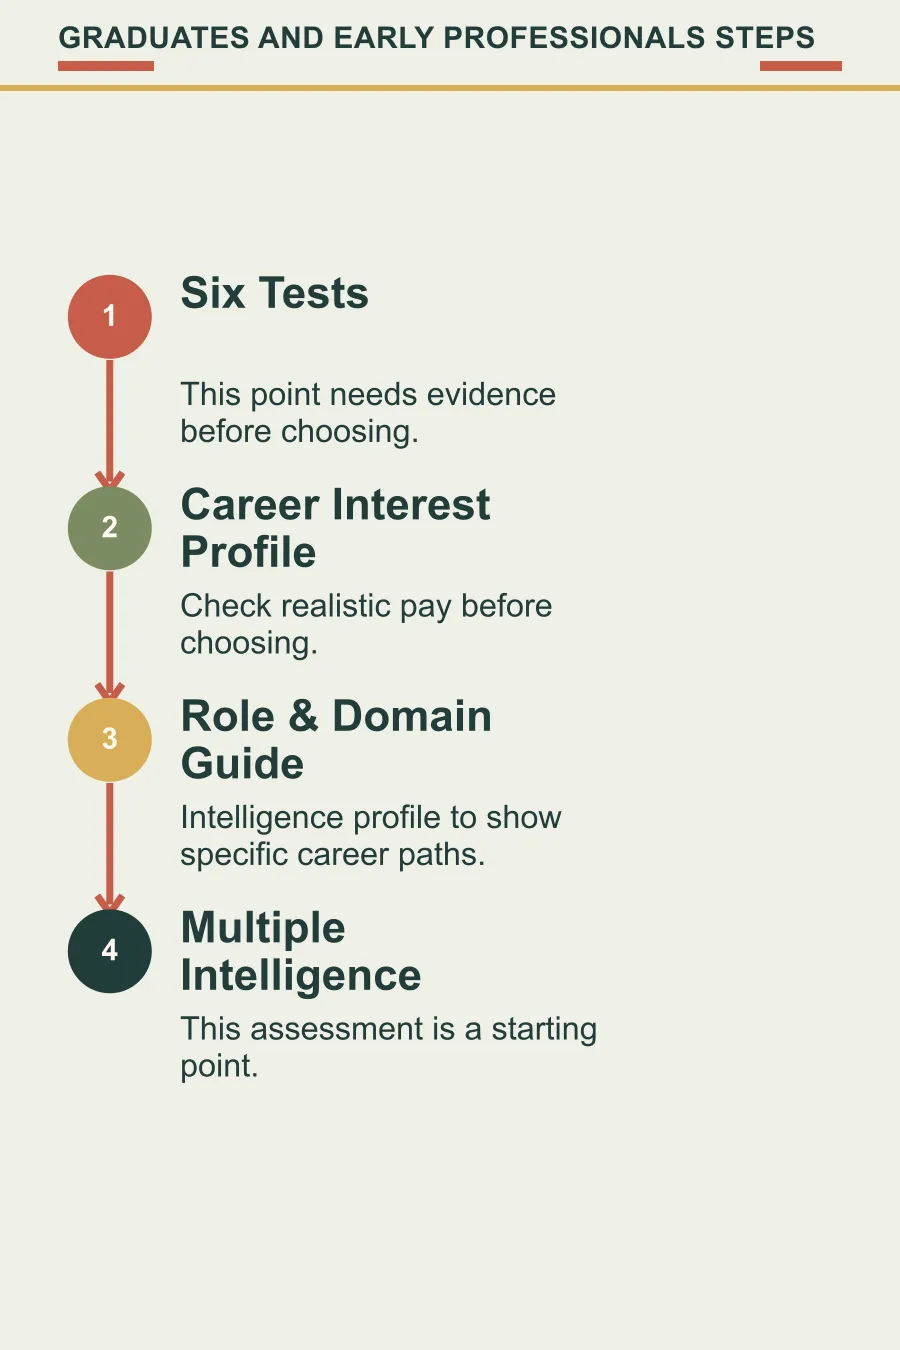 GRADUATES AND EARLY PROFESSIONALS STEPS
1
Six Tests
This point needs evidence
before choosing.
2
Career Interest
Profile
Check realistic pay before
choosing.
3
Role & Domain
Guide
Intelligence profile to show
specific career paths.
4
Multiple
Intelligence
This assessment is a starting
point.